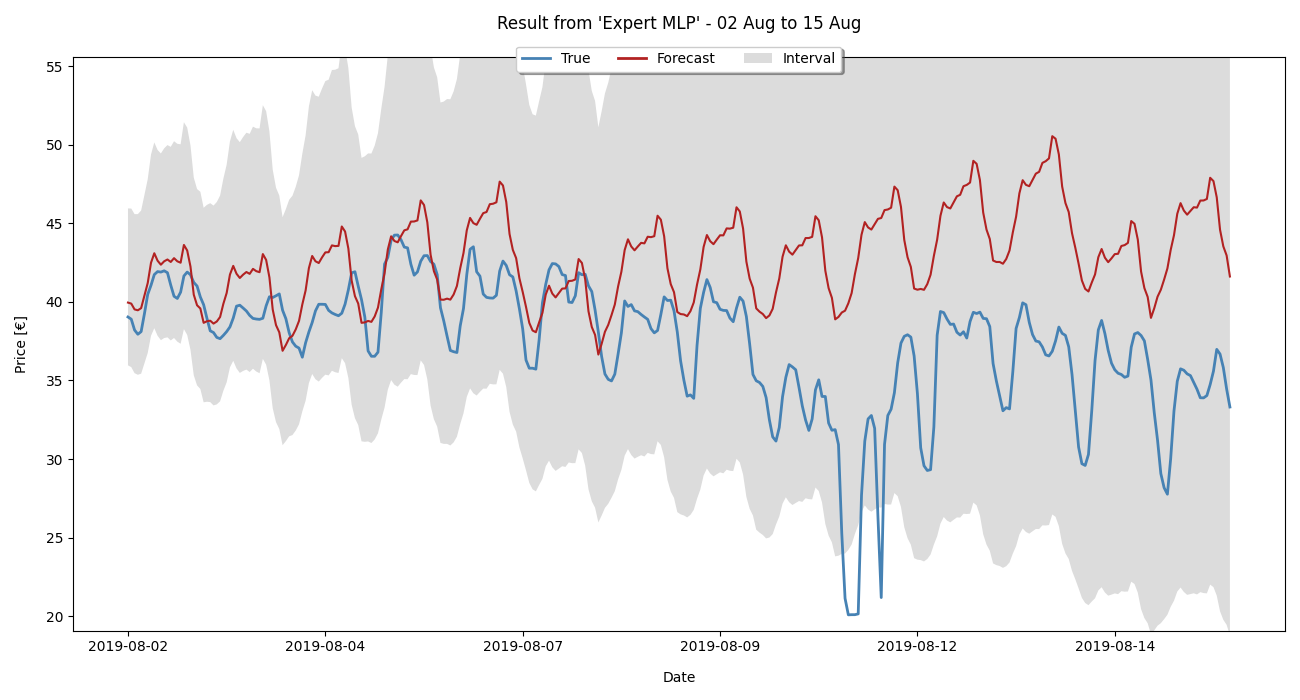 Result from 'Expert MLP' - 02 Aug to 15 Aug
True Forecast Interval
55
50
45
40
35
30
25
20
Price [€]
2019-08-02 2019-08-04 2019-08-07 2019-08-09 2019-08-12 2019-08-14
Date